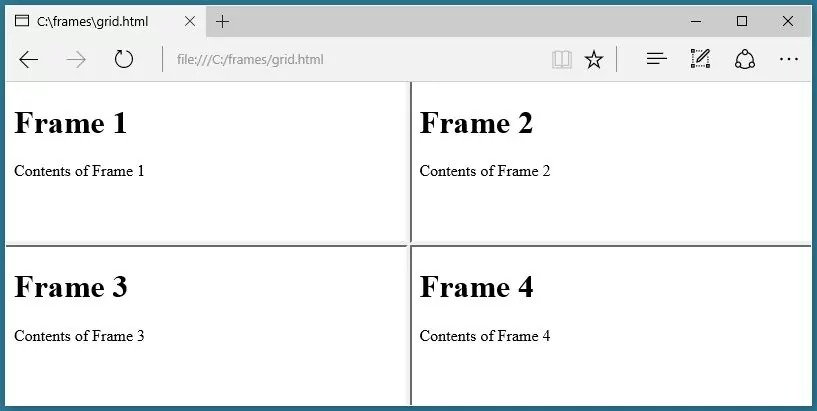 C:\frames\grid.html
file:///C:/frames/grid.html
Frame 1
Contents of Frame 1
Frame 2
Contents of Frame 2
Frame 3
Contents of Frame 3
Frame 4
Contents of Frame 4